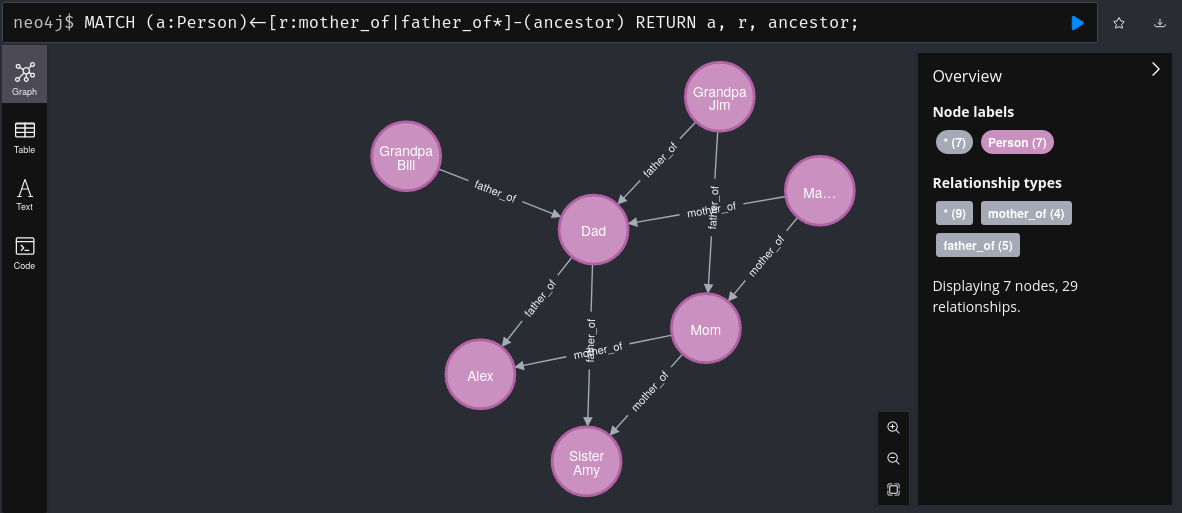 neo4j$ MATCH (a:Person)<-[r:mother_of|father_of*]-(ancestor) RETURN a, r, ancestor;
Graph
Table
Text
Code
Grandpa
Jim
Grandpa
Bill
father_of
father_of
father_of
Ma...
mother_of
Dad
mother_of
father_of
father_of
Mom
mother_of
Alex
mother_of
Sister
Amy
Overview
Node labels
* (7) Person (7)
Relationship types
* (9) mother_of (4)
father_of (5)
Displaying 7 nodes, 29
relationships.